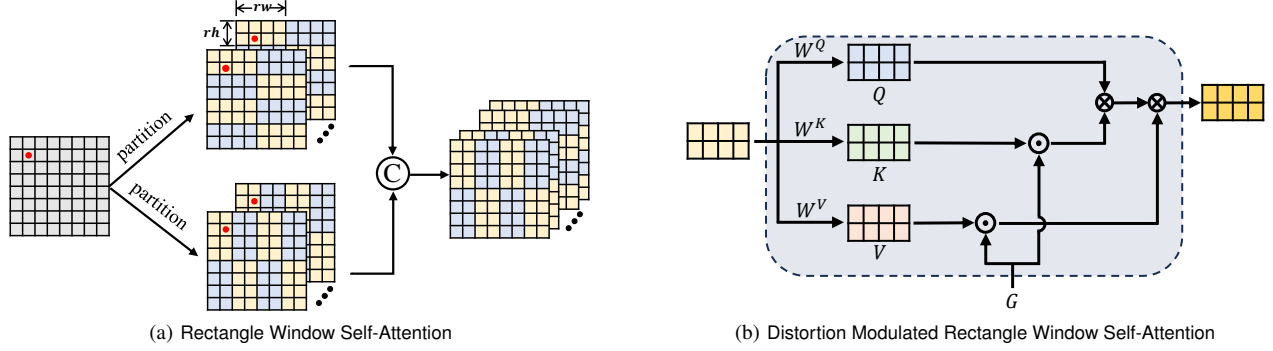 rw
rh
partition
partition
C
(a) Rectangle Window Self-Attention
W^Q
Q
W^K
K
W^V
V
G
(b) Distortion Modulated Rectangle Window Self-Attention